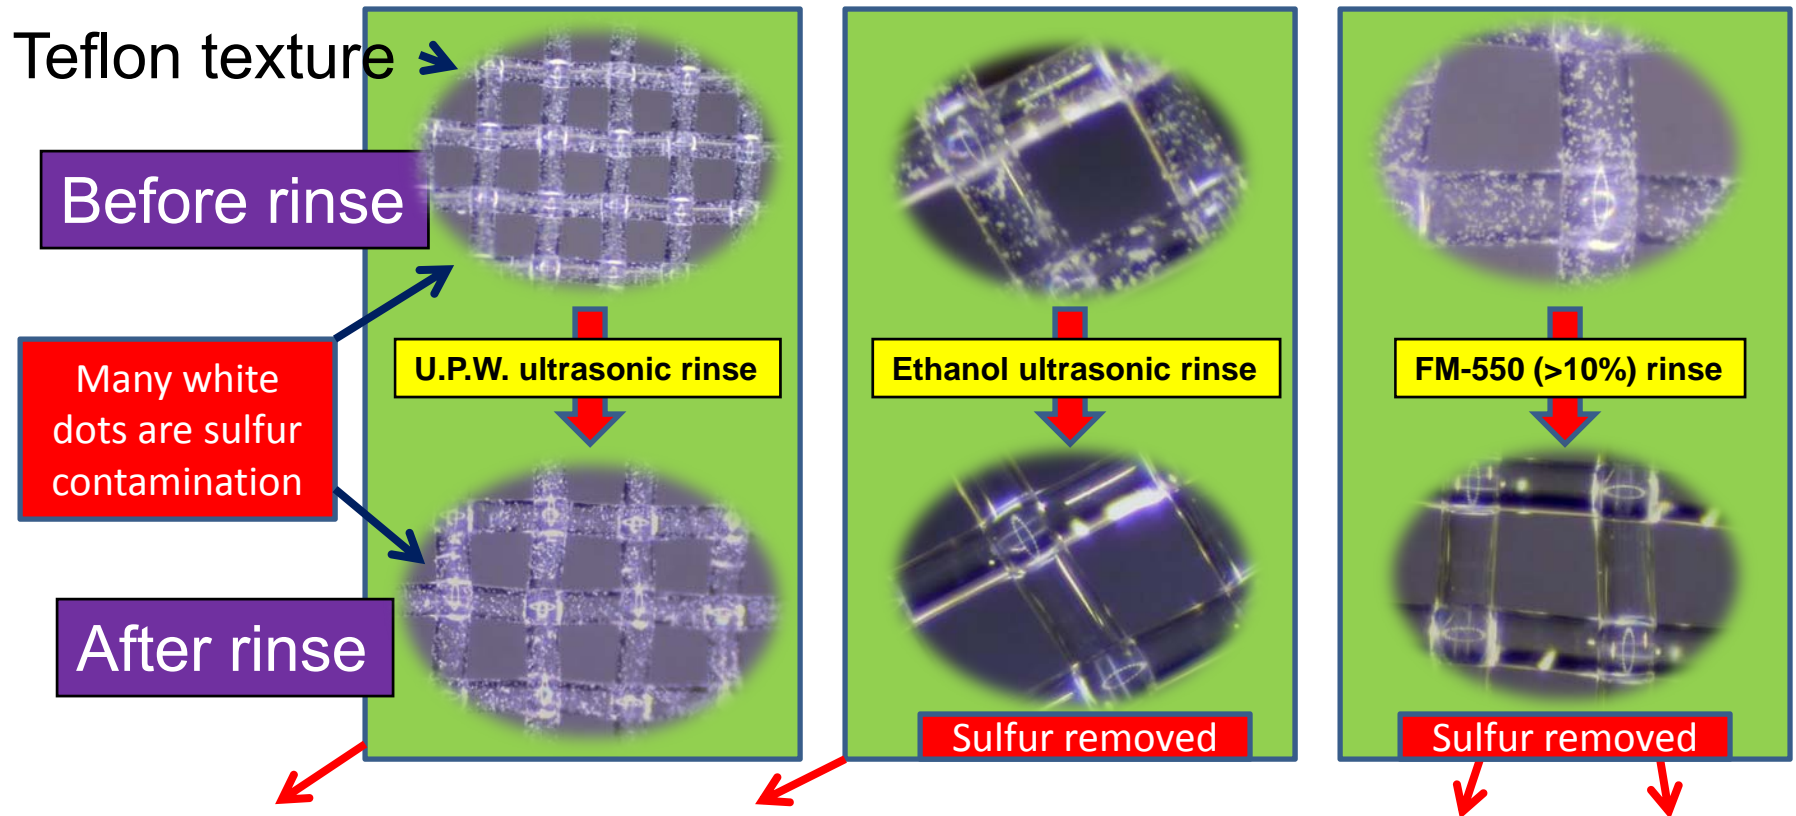 Teflon texture
Before rinse
Many white
dots are sulfur
contamination
After rinse
U.P.W. ultrasonic rinse
Ethanol ultrasonic rinse
Sulfur removed
FM-550 (>10%) rinse
Sulfur removed